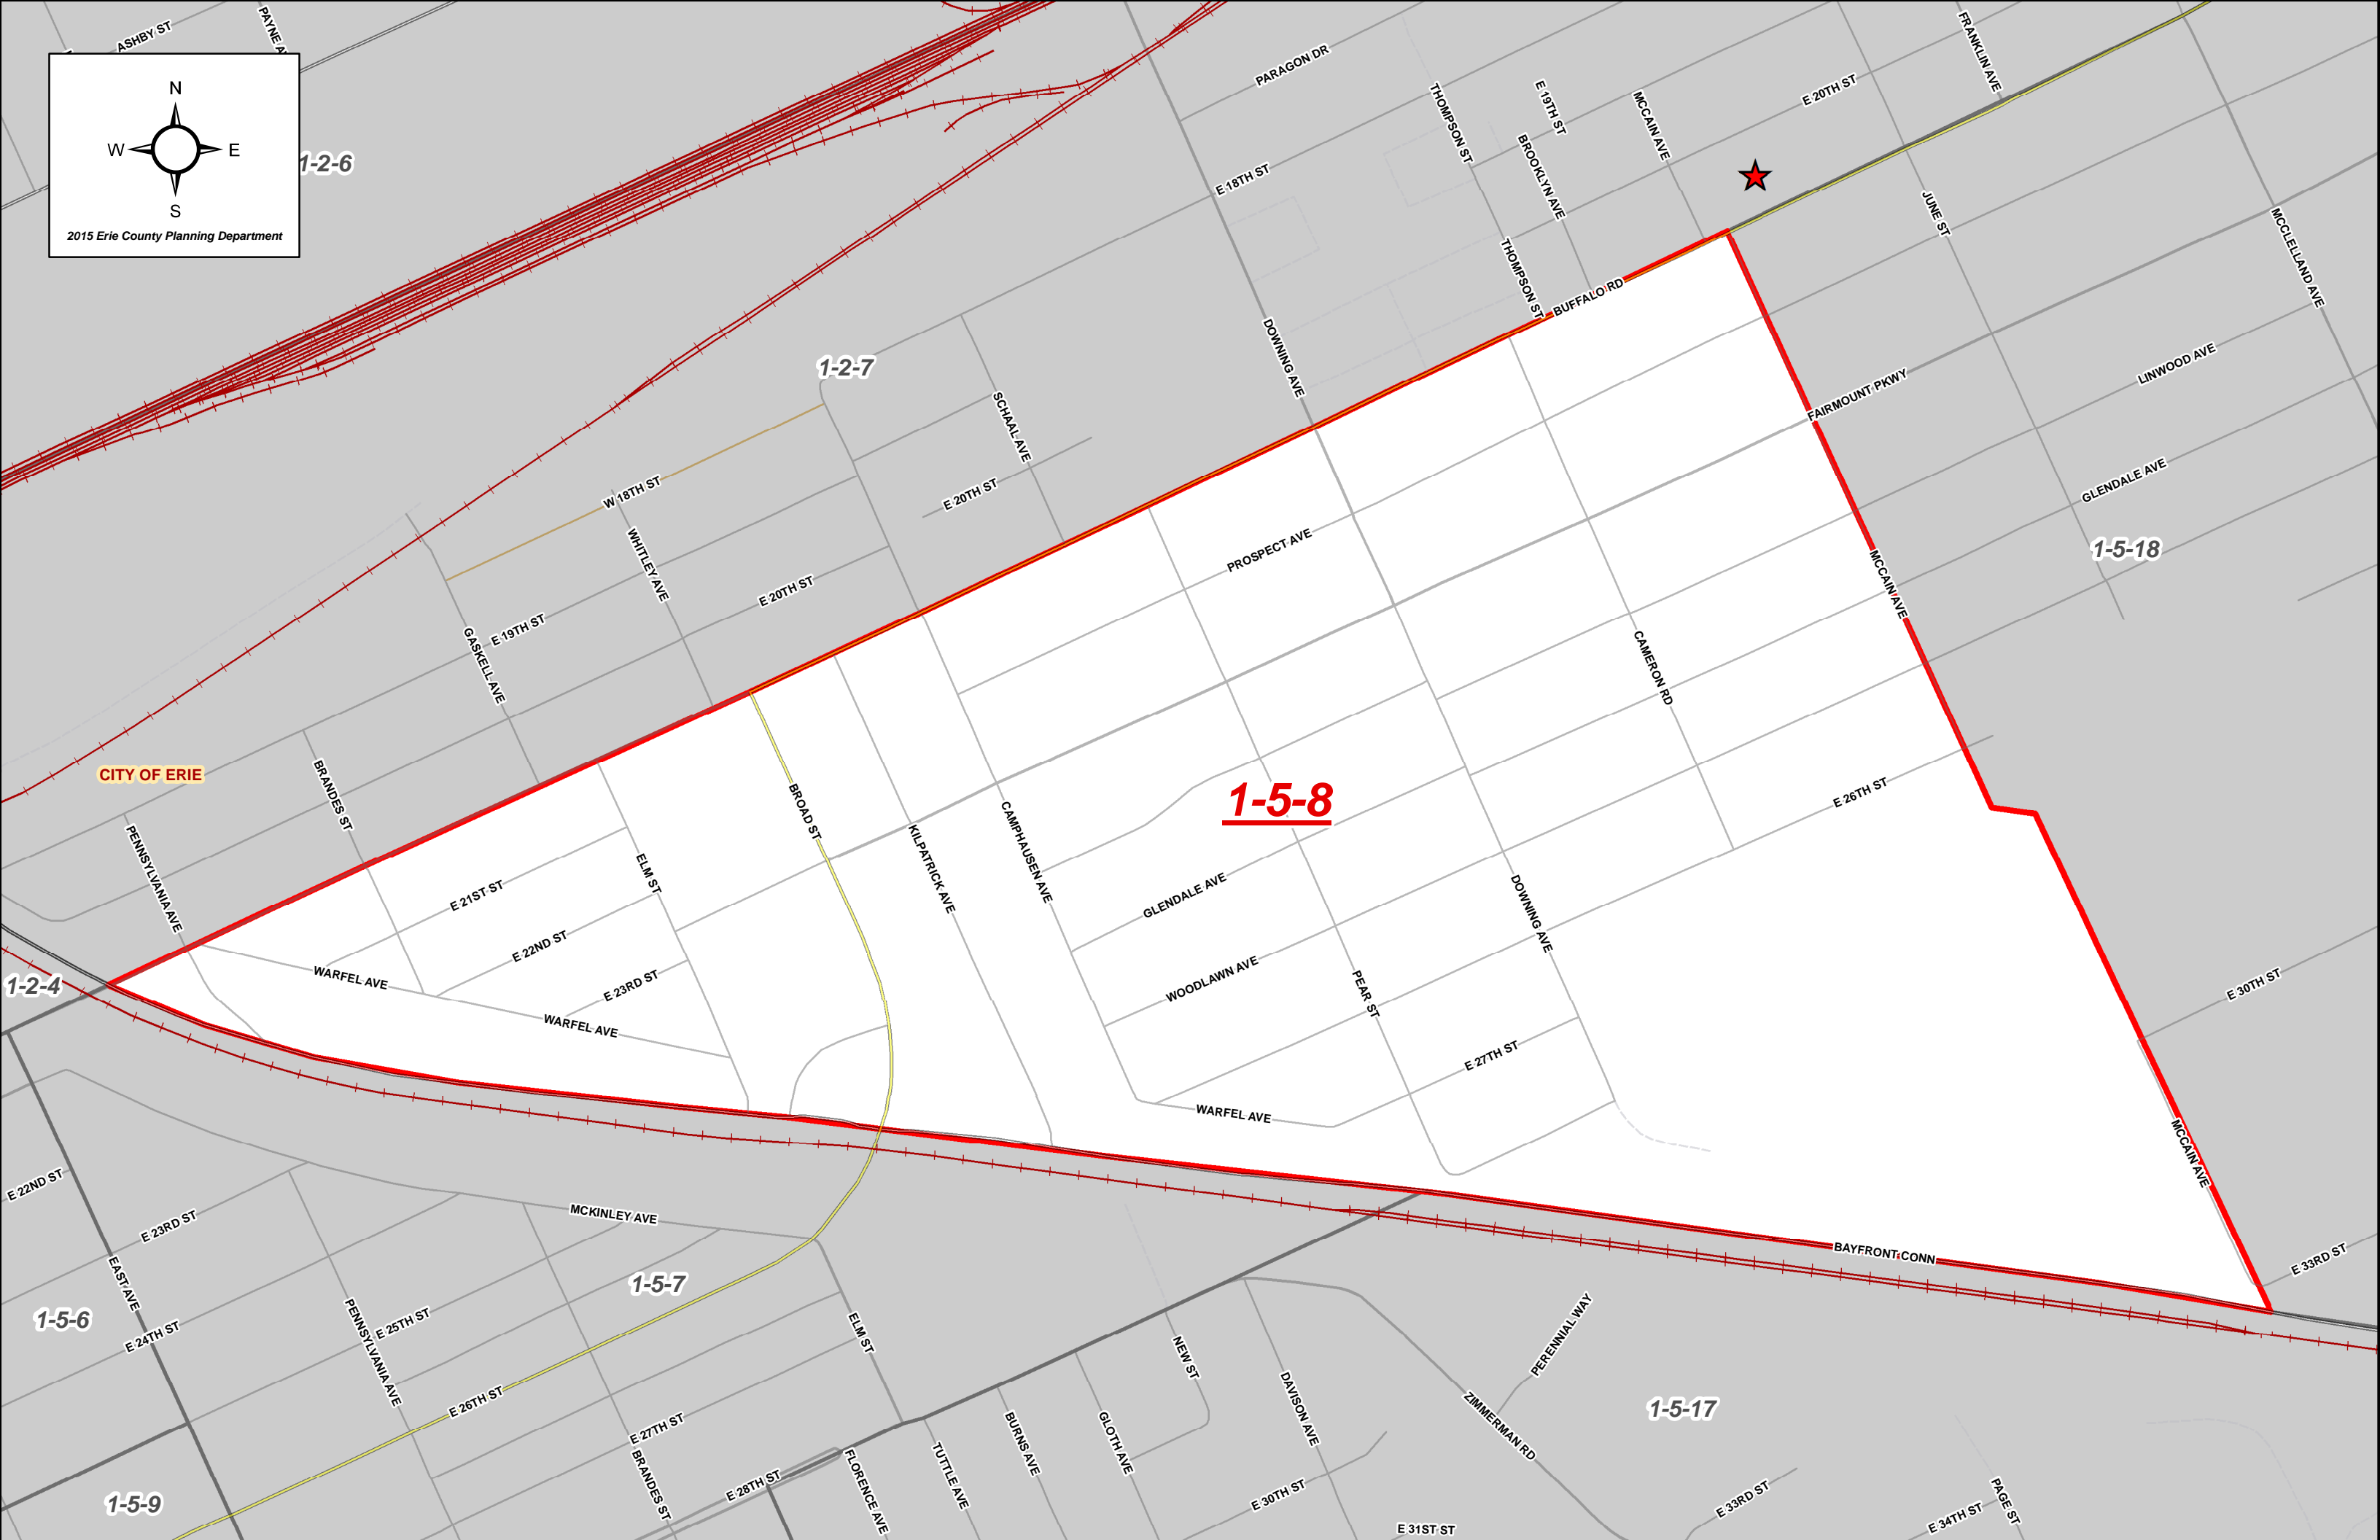 ASHBY ST
PAYNE A
N
W
E
S
2015 Erie County Planning Department
1-2-6
PARAGON DR
THOMPSON ST
E 19TH ST
BROOKLYN AVE
MCCAIN AVE
E 20TH ST
FRANKLIN AVE
E 18TH ST
THOMPSON ST
BUFFALO RD
JUNE ST
MCCLELLAND AVE
DOWNING AVE
1-2-7
SCHAAL AVE
LINWOOD AVE
FAIRMOUNT PKWY
GLENDALE AVE
W 18TH ST
E 20TH ST
WHITLEY AVE
PROSPECT AVE
1-5-18
MCCAIN AVE
E 20TH ST
E 19TH ST
GASKELL AVE
CAMERON RD
CITY OF ERIE
BRANDES ST
BROAD ST
1-5-8
E 26TH ST
PENNSYLVANIA AVE
ELM ST
KILPATRICK AVE
CAMPHAUSEN AVE
E 21ST ST
GLENDALE AVE
DOWNING AVE
E 22ND ST
WARFEL AVE
E 23RD ST
WOODLAWN AVE
PEAR ST
1-2-4
E 30TH ST
WARFEL AVE
E 27TH ST
WARFEL AVE
MCCAIN AVE
E 22ND ST
E 23RD ST
MCKINLEY AVE
BAYFRONT CONN
E 33RD ST
EAST AVE
1-5-7
1-5-6
E 24TH ST
PENNSYLVANIA AVE
E 25TH ST
ELM ST
NEW ST
PERENNIAL WAY
E 26TH ST
DAVISON AVE
ZIMMERMAN RD
1-5-17
E 27TH ST
BRANDES ST
BURNS AVE
GLOTH AVE
TUTTLE AVE
FLORENCE AVE
E 28TH ST
1-5-9
E 30TH ST
E 33RD ST
PAGE ST
E 34TH ST
E 31ST ST